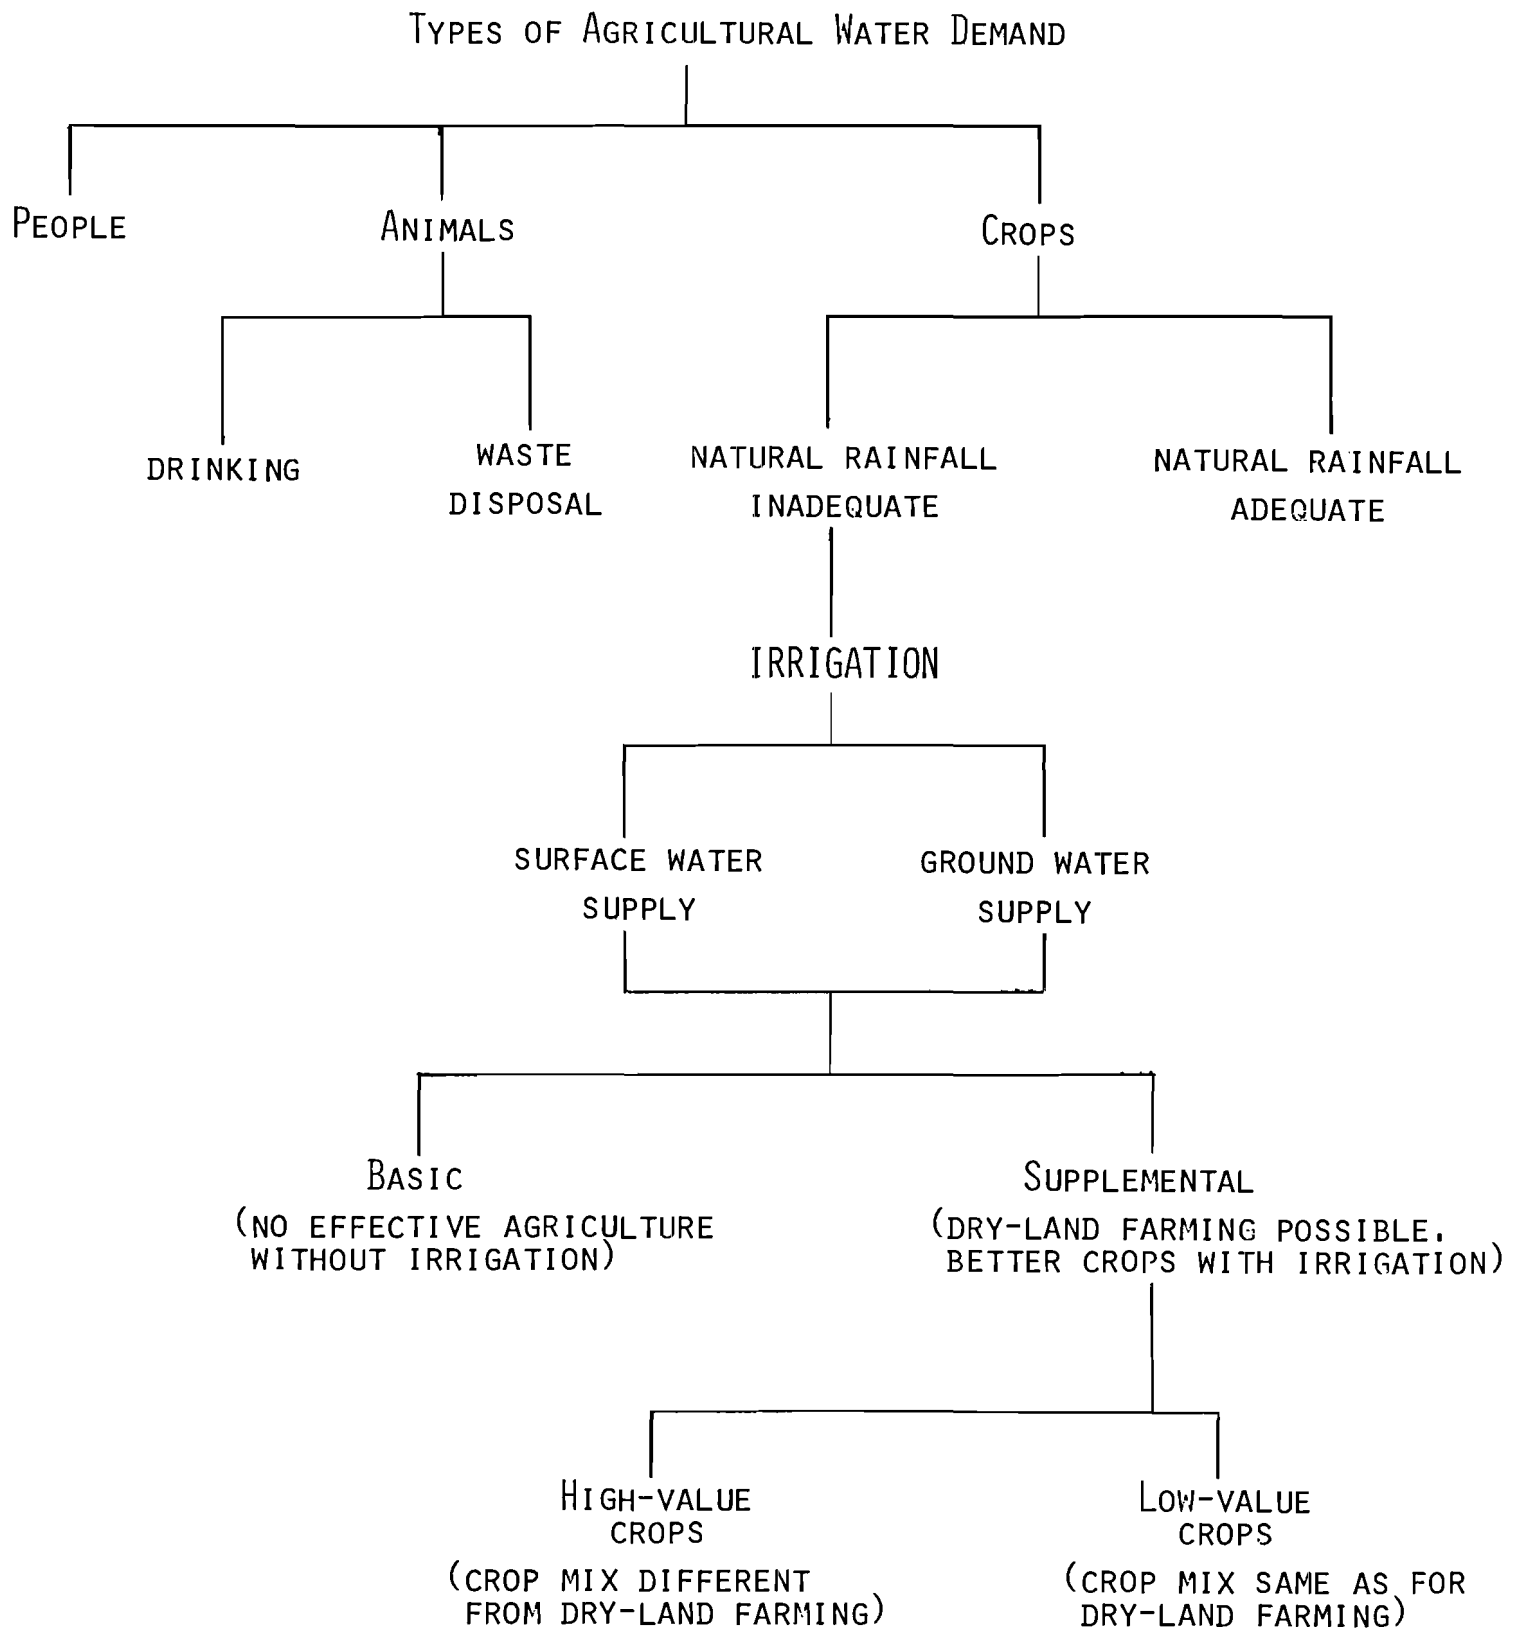 TYPES OF AGRICULTURAL WATER DEMAND
PEOPLE
ANIMALS
CROPS
DRINKING
WASTE
DISPOSAL
NATURAL RAINFALL
INADEQUATE
NATURAL RAINFALL
ADEQUATE
IRRIGATION
SURFACE WATER
SUPPLY
GROUND WATER
SUPPLY
BASIC
(NO EFFECTIVE AGRICULTURE
WITHOUT IRRIGATION)
SUPPLEMENTAL
(DRY-LAND FARMING POSSIBLE.
BETTER CROPS WITH IRRIGATION)
HIGH-VALUE
CROPS
(CROP MIX DIFFERENT
FROM DRY-LAND FARMING)
LOW-VALUE
CROPS
(CROP MIX SAME AS FOR
DRY-LAND FARMING)